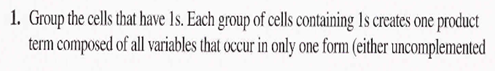 1. Group the cells that have 1s. Each group of cells containing 1s creates one product
term composed of all variables that occur in only one form (either uncomplemented